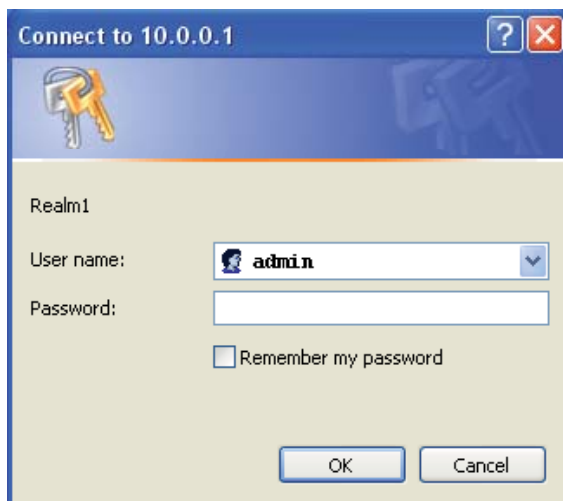 Connect to 10.0.0.1
?
Realm1
User name: admin
Password:
Remember my password
OK Cancel